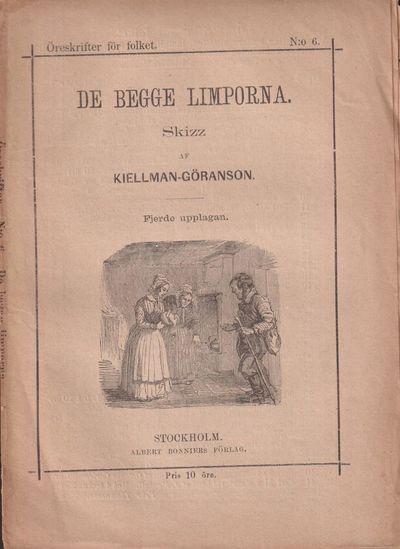 Öreskrifter för folket. N:o 6.
DE BEGGE LIMPORNA.
Skizz
AF
KIELLMAN-GÖRANSON.
Fjerde upplagan.
STOCKHOLM.
ALBERT BONNIERS FÖRLAG.
Pris 10 öre.